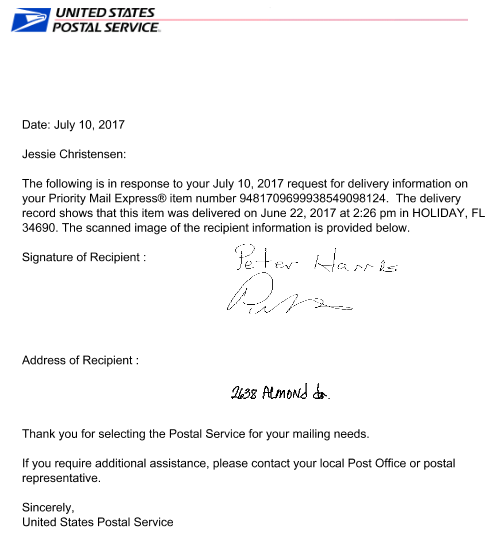 UNITED STATES
POSTAL SERVICE.
Date: July 10, 2017
Jessie Christensen:
The following is in response to your July 10, 2017 request for delivery information on
your Priority Mail Express® item number 9481709699938549098124. The delivery
record shows that this item was delivered on June 22, 2017 at 2:26 pm in HOLIDAY, FL
34690. The scanned image of the recipient information is provided below.
Signature of Recipient :
Peter Harris
Address of Recipient :
2638 ALMOND dr.
Thank you for selecting the Postal Service for your mailing needs.
If you require additional assistance, please contact your local Post Office or postal
representative.
Sincerely,
United States Postal Service